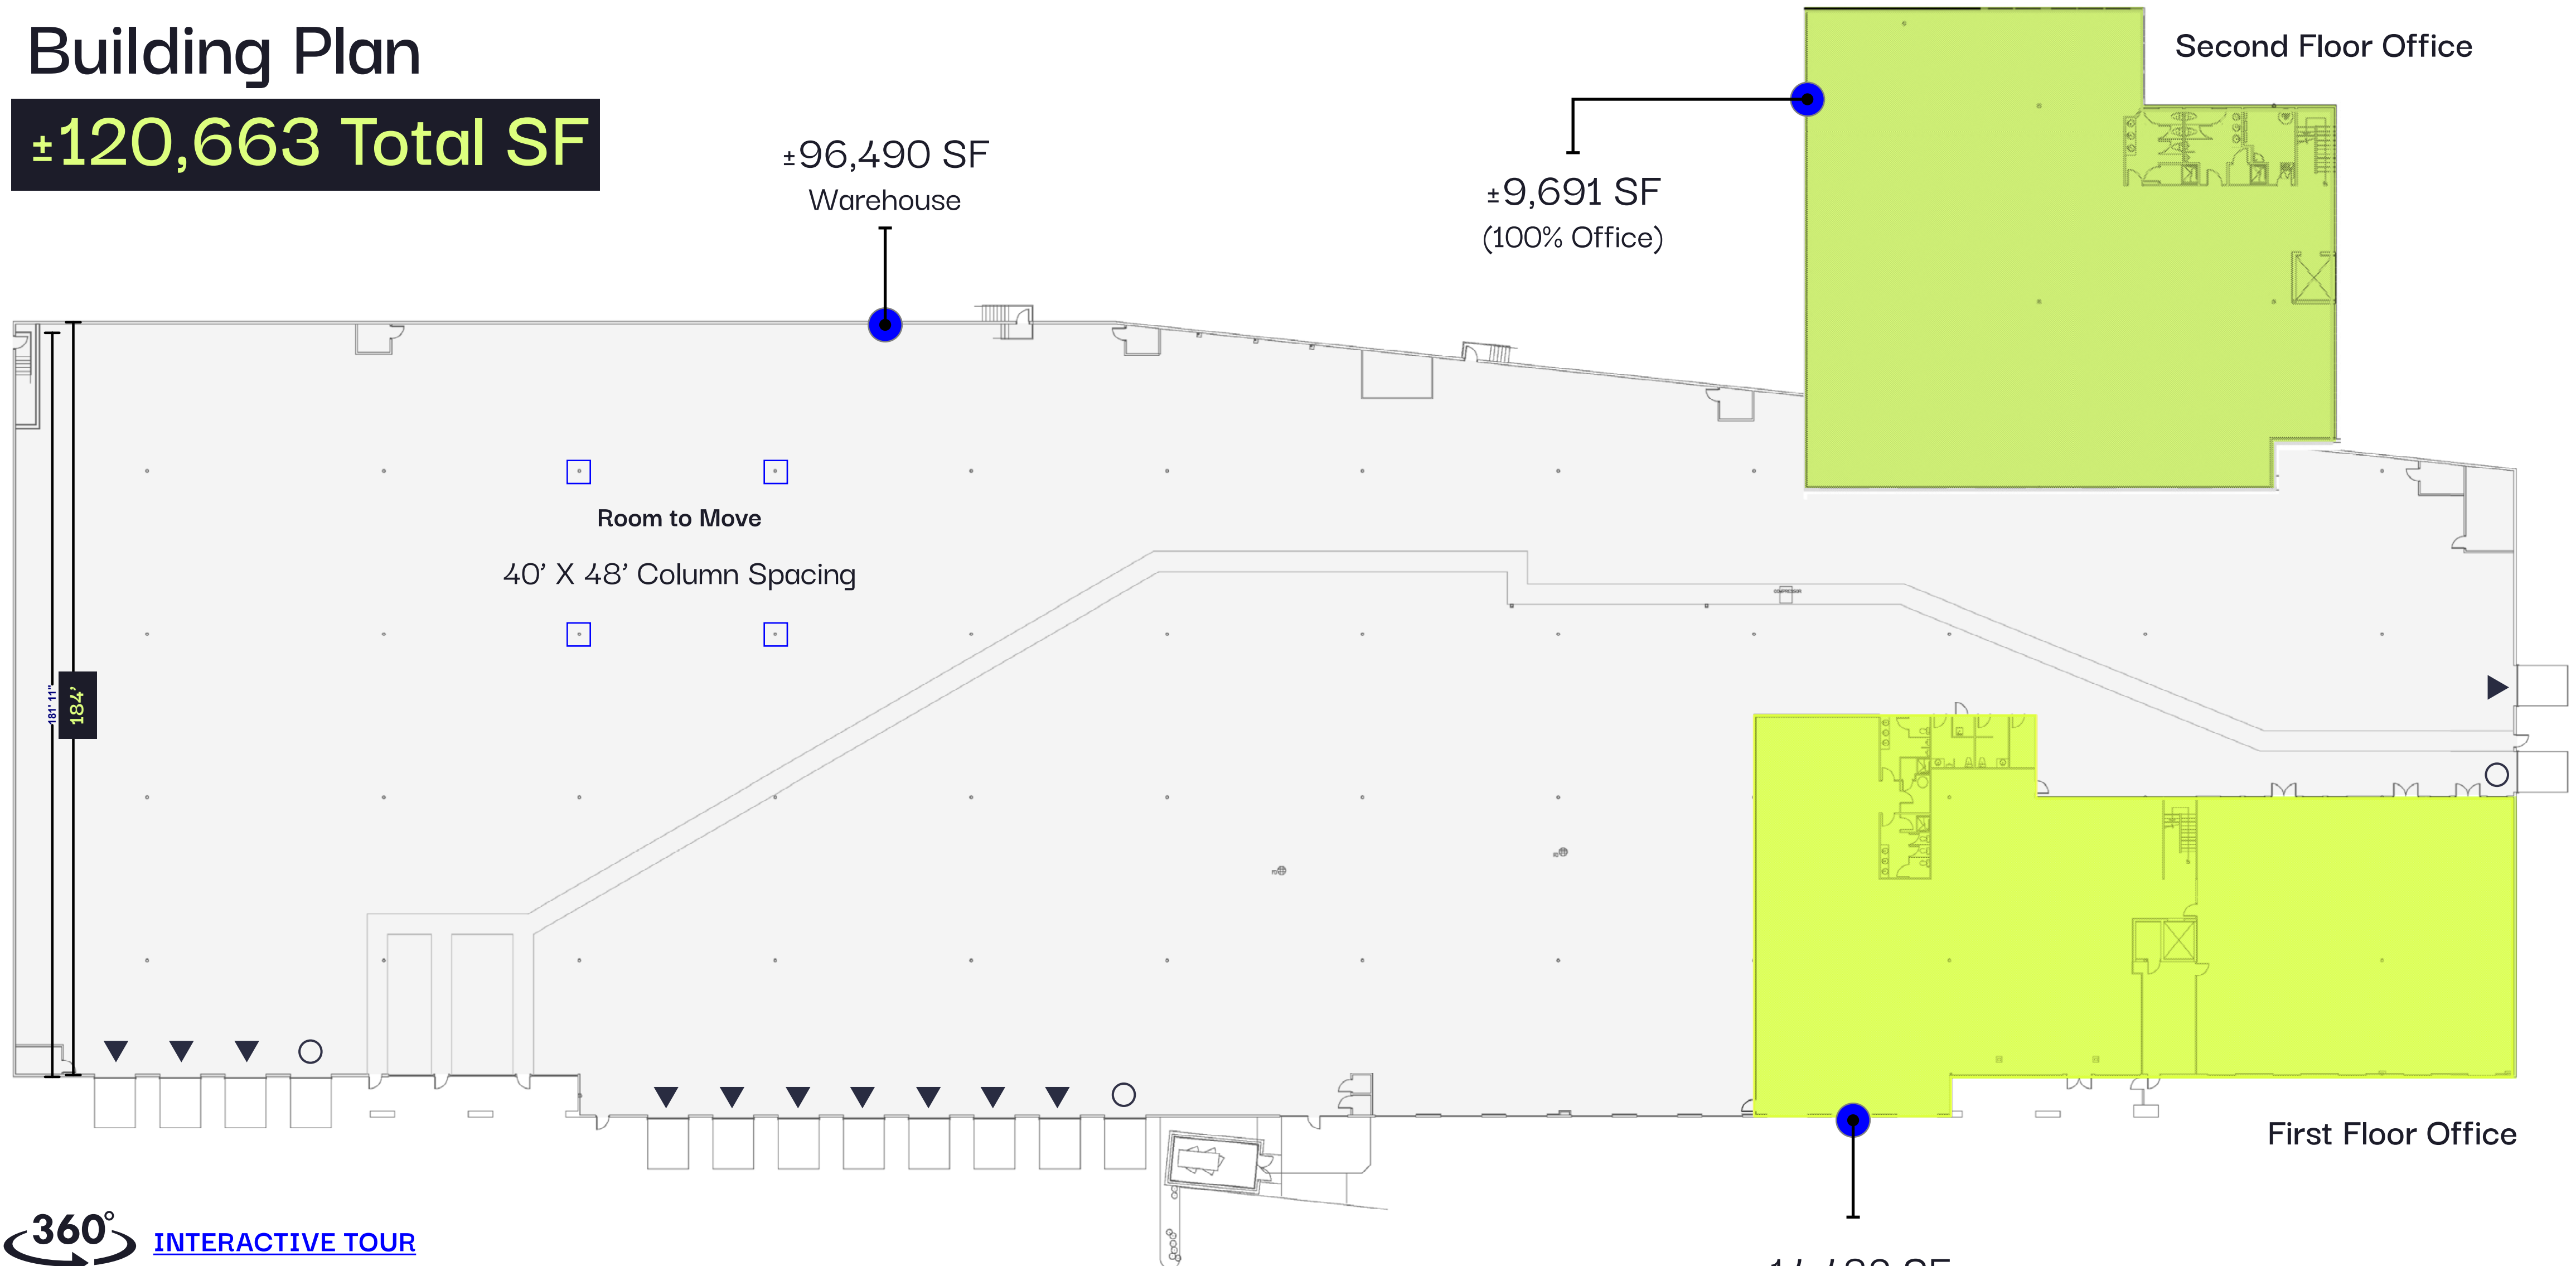 Building Plan
±120,663 Total SF
Second Floor Office
±96,490 SF
Warehouse
±9,691 SF
(100% Office)
Room to Move
40’ X 48’ Column Spacing
COMPRESSOR
181' 11"
184’
First Floor Office
360°
INTERACTIVE TOUR